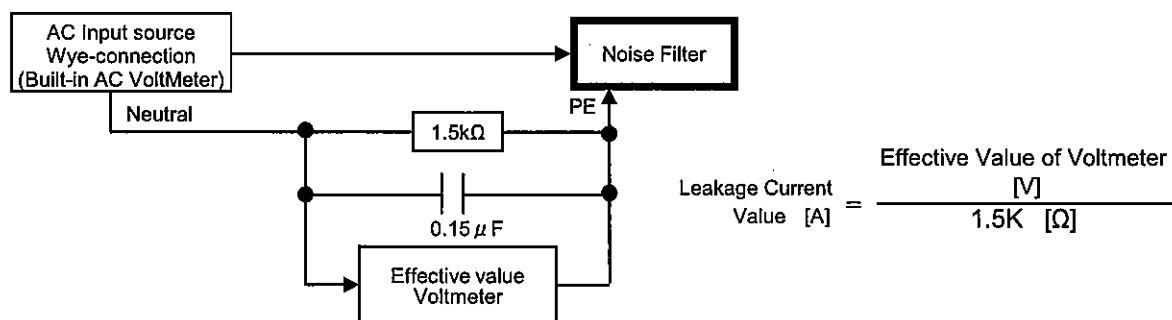 AC Input source
Wye-connection
(Built-in AC VoltMeter)
Noise Filter
PE
Neutral
1.5kΩ
0.15μF
Effective value
Voltmeter
Leakage Current
Value [A]
=
Effective Value of Voltmeter
[V]
1.5K [Ω]